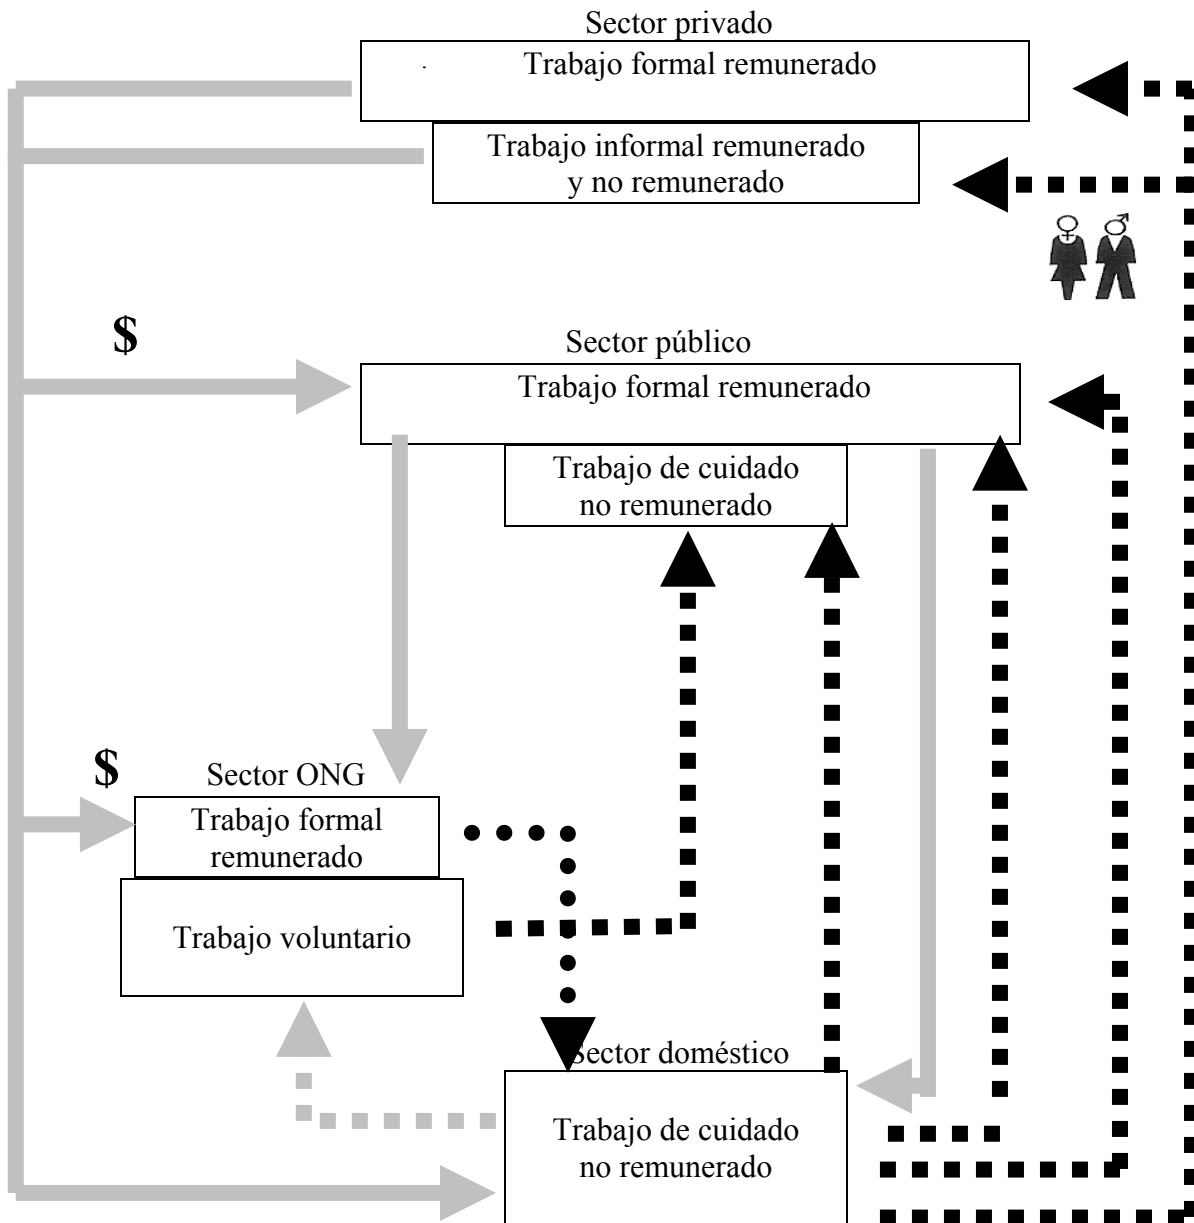 Sector privado
Trabajo formal remunerado
Trabajo informal remunerado
y no remunerado
$
Sector público
Trabajo formal remunerado
Trabajo de cuidado
no remunerado
$
Sector ONG
Trabajo formal
remunerado
Trabajo voluntario
Sector doméstico
Trabajo de cuidado
no remunerado